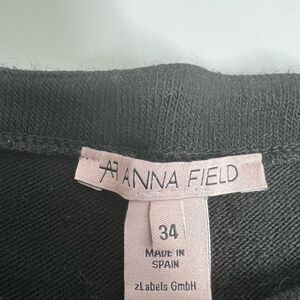 AF ANNA FIELD
34
MADE IN
SPAIN
zLabels GmbH